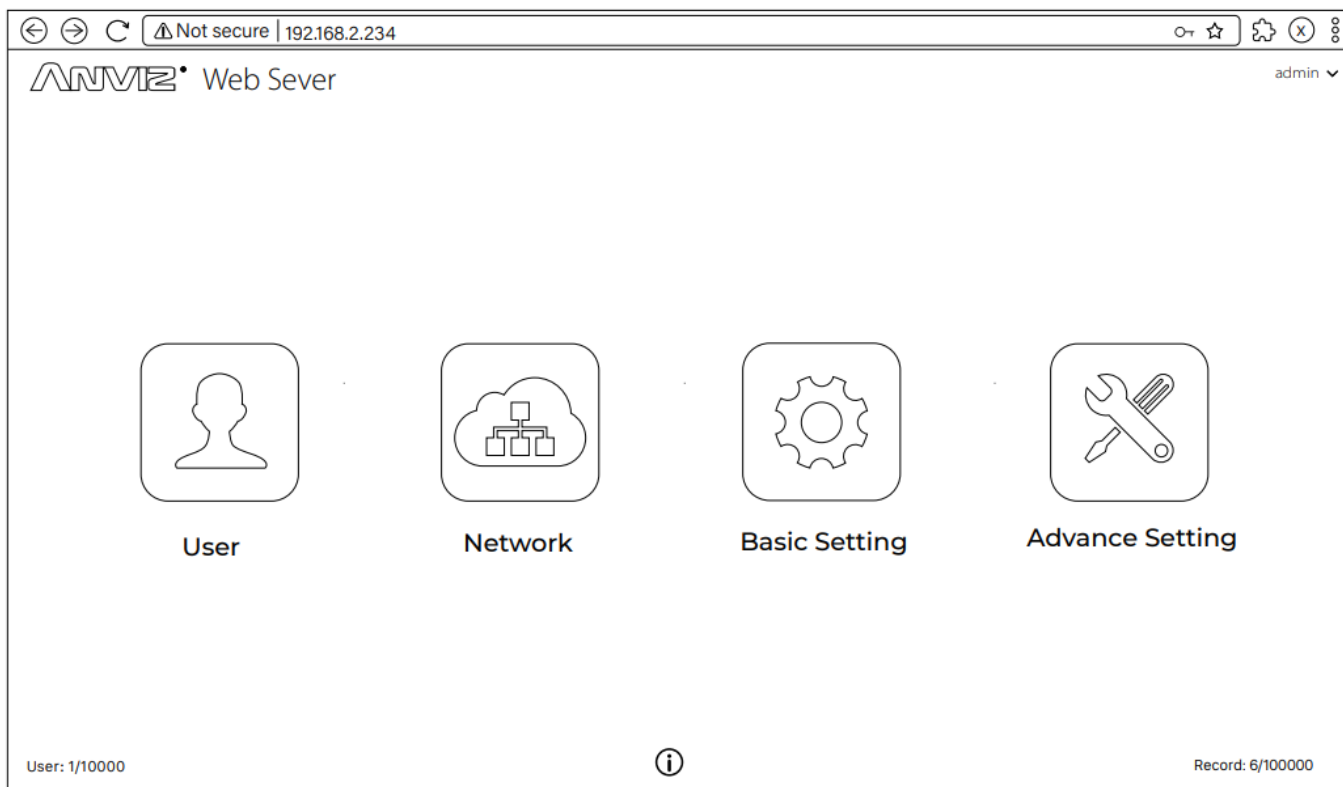 Not secure 192.168.2.234
X
ANVIZ Web Sever
admin
User
Network
Basic Setting
Advance Setting
User: 1/10000
Record: 6/100000